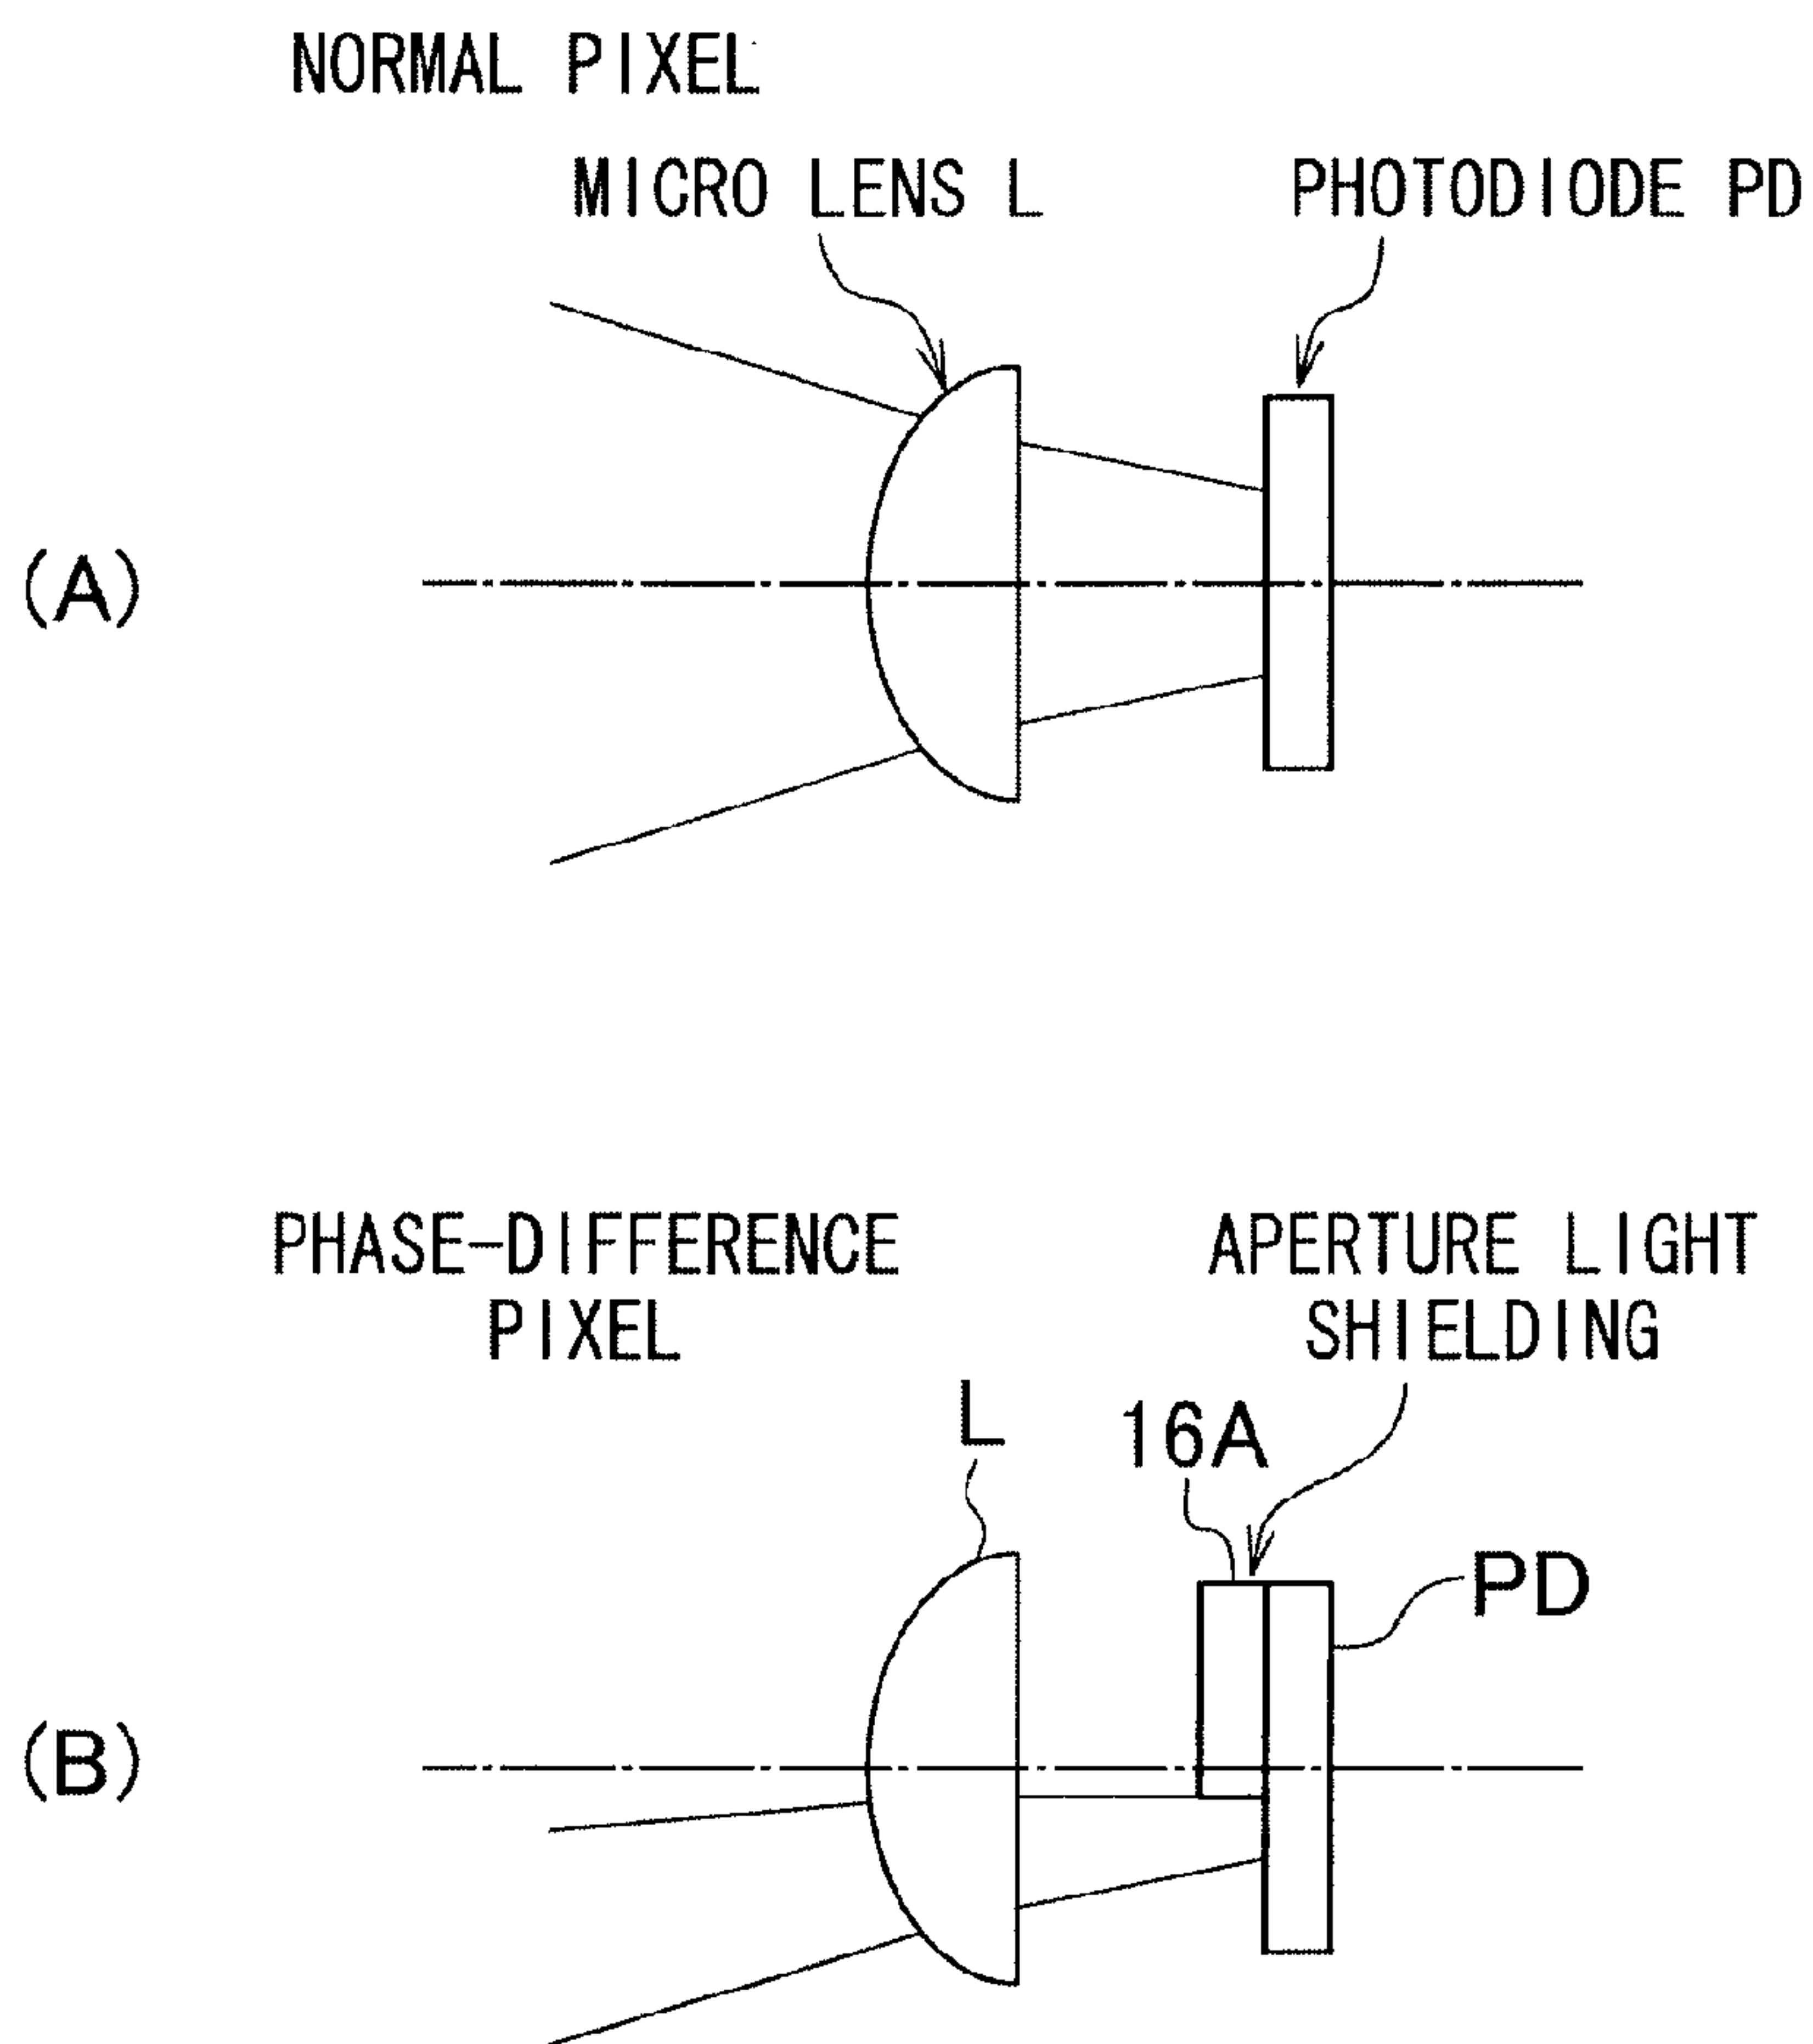 NORMAL PIXEL
MICRO LENS L
PHOTODIODE PD
(A)
PHASE-DIFFERENCE
PIXEL
APERTURE LIGHT
SHIELDING
L
16A
PD
(B)